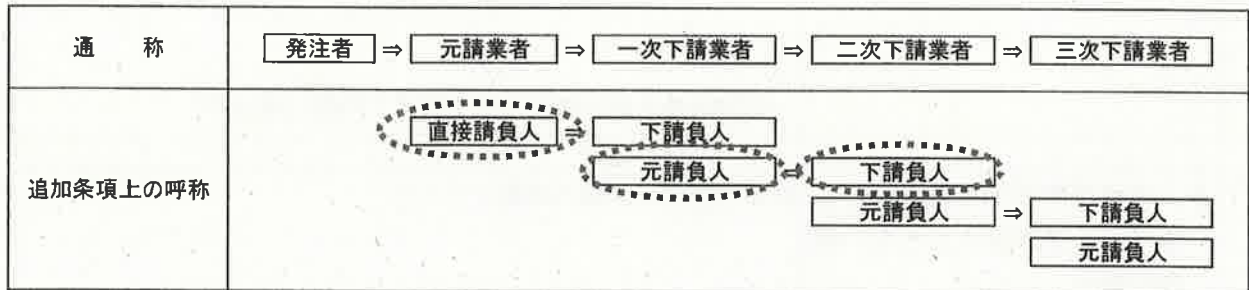 通　　称
発注者 ⇒ 元請業者 ⇒ 一次下請業者 ⇒ 二次下請業者 ⇒ 三次下請業者
追加条項上の呼称
直接請負人 ⇒ 下請負人
元請負人 ⇔ 下請負人
元請負人 ⇒ 下請負人
元請負人